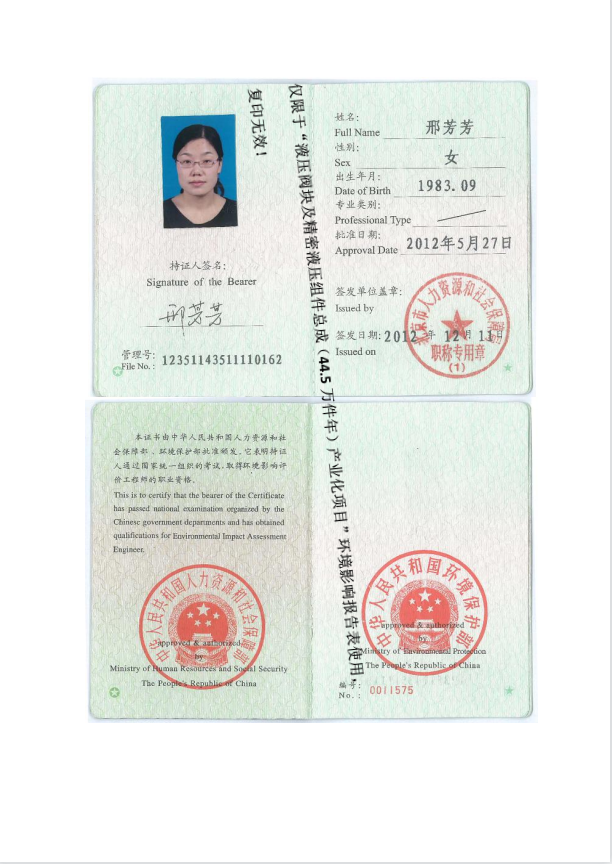 仅限于“液压阀块及精密液压组件总成（44.5 万件年）产业化项目”环境影响报告表使用，
复印无效！
持证人签名：
Signature of the Bearer
邢芳芳
管理号：
File No.：
12351143511110162
姓名：
Full Name
邢芳芳
性别：
Sex
女
出生年月：
Date of Birth
1983.09
专业类别：
Professional Type
批准日期：
Approval Date
2012年5月27日
签发单位盖章：
Issued by
签发日期：
2012 年 12月 11日
Issued on
北京市人力资源和社会保障局
职称专用章
(1)
本证书由中华人民共和国人力资源和社
会保障部、环境保护部批准颁发，它表明持证
人通过国家统一组织的考试，取得环境影响评
价工程师的职业资格。
This is to certify that the bearer of the Certificate
has passed national examination organized by the
Chinese government departments and has obtained
qualifications for Environmental Impact Assessment
Engineer.
中华人民共和国人力资源和社会保障部
approved & authorized
by
Ministry of Human Resources and Social Security
The People's Republic of China
中华人民共和国环境保护部
approved & authorized
by
Ministry of Environmental Protection
The People's Republic of China
编号：
No.：
0011575